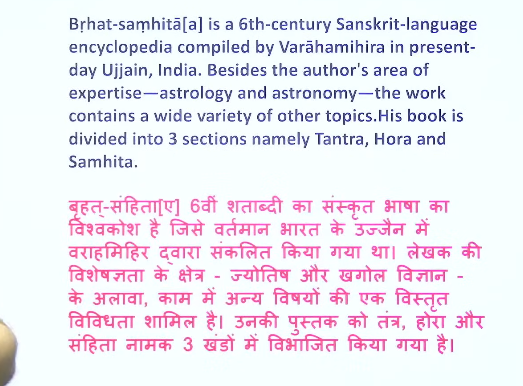 Bṛhat-saṃhitā[a] is a 6th-century Sanskrit-language
encyclopedia compiled by Varāhamihira in present-
day Ujjain, India. Besides the author's area of
expertise—astrology and astronomy—the work
contains a wide variety of other topics.His book is
divided into 3 sections namely Tantra, Hora and
Samhita.
बृहत्-संहिता[ए] 6वीं शताब्दी का संस्कृत भाषा का
विश्वकोश है जिसे वर्तमान भारत के उज्जैन में
वराहमिहिर द्वारा संकलित किया गया था। लेखक की
विशेषज्ञता के क्षेत्र - ज्योतिष और खगोल विज्ञान -
के अलावा, काम में अन्य विषयों की एक विस्तृत
विविधता शामिल है। उनकी पुस्तक को तंत्र, होरा और
संहिता नामक 3 खंडों में विभाजित किया गया है।